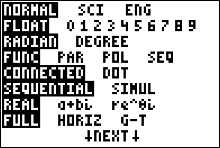 NORMAL SCI ENG
FLOAT 0 1 2 3 4 5 6 7 8 9
RADIAN DEGREE
FUNC PAR POL SEQ
CONNECTED DOT
SEQUENTIAL SIMUL
REAL a+bi re^θi
FULL HORIZ G-T
↓NEXT↓